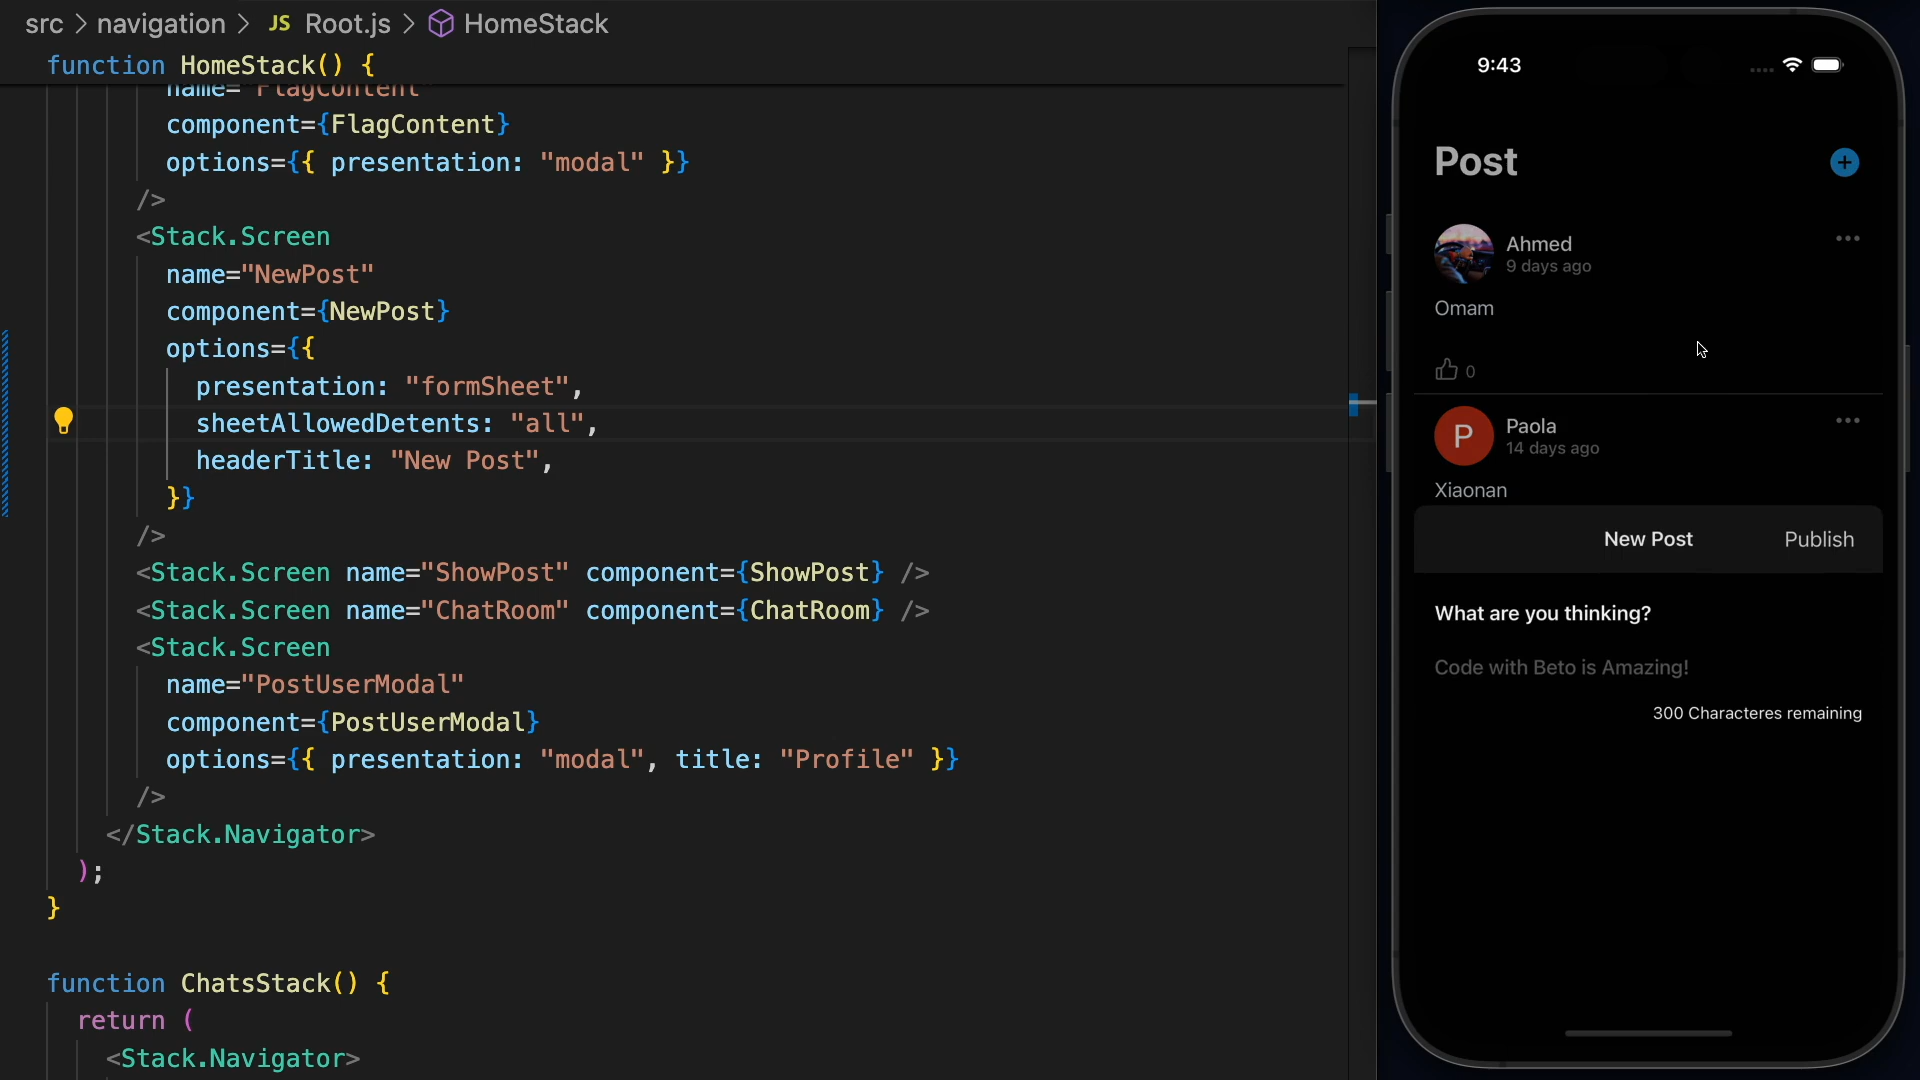 src > navigation > JS Root.js > HomeStack
function HomeStack() {
name="FlagContent"
component={FlagContent}
options={{ presentation: "modal" }}
/>
<Stack.Screen
name="NewPost"
component={NewPost}
options={{
presentation: "formSheet",
sheetAllowedDetents: "all",
headerTitle: "New Post",
}}
/>
<Stack.Screen name="ShowPost" component={ShowPost} />
<Stack.Screen name="ChatRoom" component={ChatRoom} />
<Stack.Screen
name="PostUserModal"
component={PostUserModal}
options={{ presentation: "modal", title: "Profile" }}
/>
</Stack.Navigator>
);
}
function ChatsStack() {
return (
<Stack.Navigator>
9:43
Post
Ahmed
9 days ago
Omam
0
P
Paola
14 days ago
Xiaonan
New Post Publish
What are you thinking?
Code with Beto is Amazing!
300 Characteres remaining